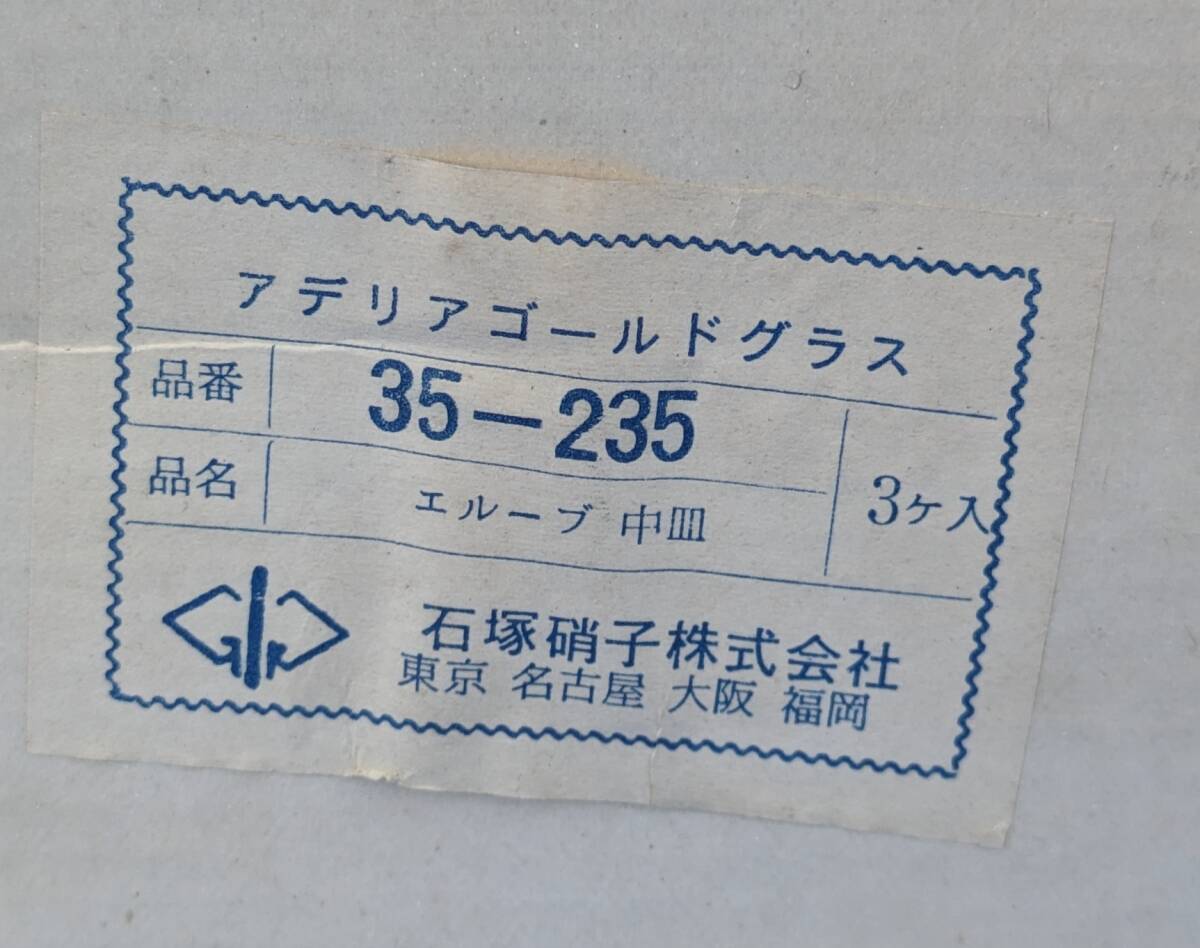 アデリアゴールドグラス
品番 35-235
品名 エルーブ 中皿 3ケ入
石塚硝子株式会社
東京 名古屋 大阪 福岡